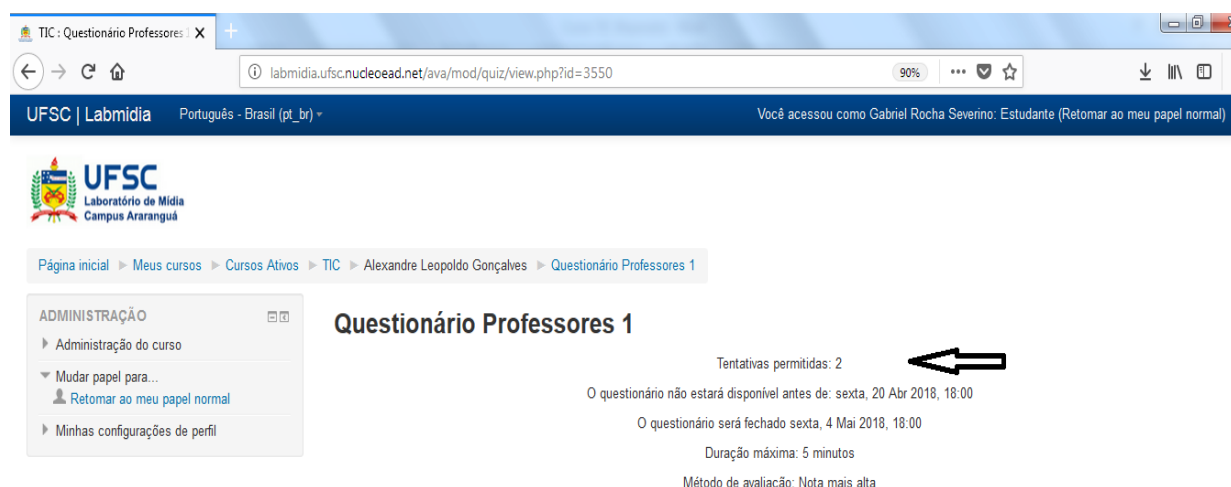 TIC : Questionário Professores 1
labmidia.ufsc.nucleoead.net/ava/mod/quiz/view.php?id=3550
90%
UFSC | Labmidia Português - Brasil (pt_br) Você acessou como Gabriel Rocha Severino: Estudante (Retomar ao meu papel normal)
UFSC
Laboratório de Mídia
Campus Araranguá
Página inicial Meus cursos Cursos Ativos TIC Alexandre Leopoldo Gonçalves Questionário Professores 1
ADMINISTRAÇÃO
Administração do curso
Mudar papel para...
Retomar ao meu papel normal
Minhas configurações de perfil
Questionário Professores 1
Tentativas permitidas: 2
O questionário não estará disponível antes de: sexta, 20 Abr 2018, 18:00
O questionário será fechado sexta, 4 Mai 2018, 18:00
Duração máxima: 5 minutos
Método de avaliação: Nota mais alta